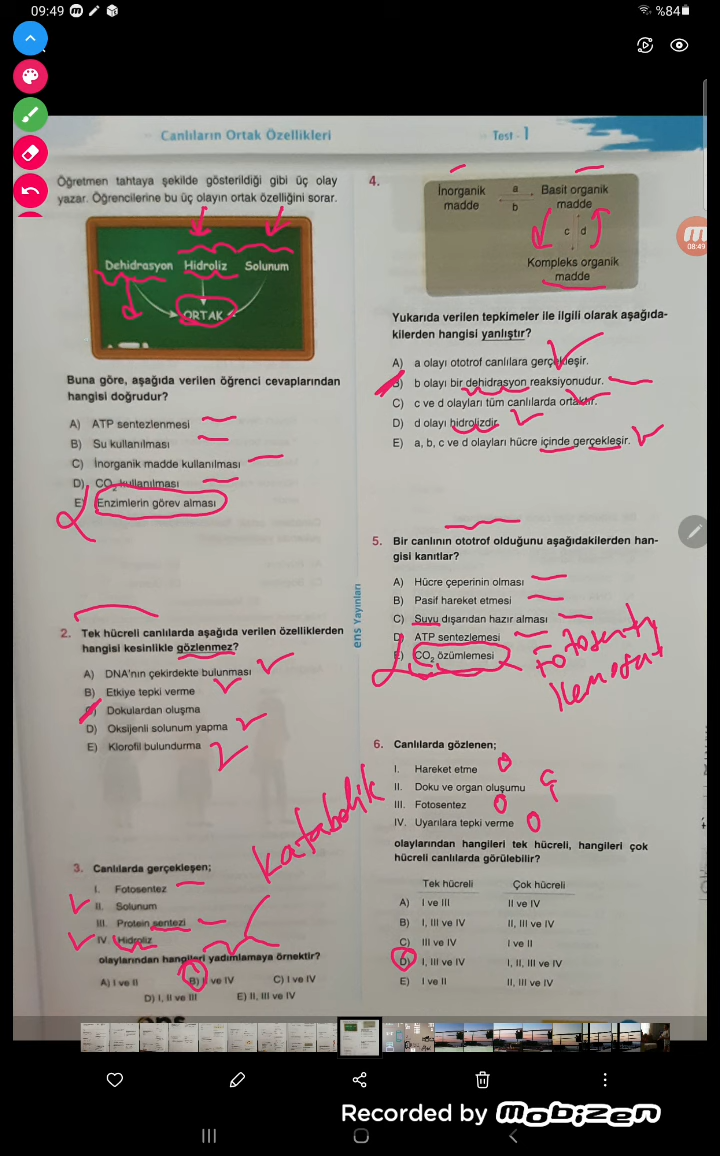 09:49
%84
Canlıların Ortak Özellikleri
Test - 1
Öğretmen tahtaya şekilde gösterildiği gibi üç olay
yazar. Öğrencilerine bu üç olayın ortak özelliğini sorar.
Dehidrasyon Hidroliz Solunum
ORTAK
Buna göre, aşağıda verilen öğrenci cevaplarından
hangisi doğrudur?
A) ATP sentezlenmesi
B) Su kullanılması
C) İnorganik madde kullanılması
D) CO₂ kullanılması
E) Enzimlerin görev alması
2. Tek hücreli canlılarda aşağıda verilen özelliklerden
hangisi kesinlikle gözlenmez?
A) DNA'nın çekirdekte bulunması
B) Etkiye tepki verme
Dokulardan oluşma
D) Oksijenli solunum yapma
E) Klorofil bulundurma
katabolik
3. Canlılarda gerçekleşen;
I. Fotosentez
II. Solunum
III. Protein sentezi
IV. Hidroliz
olaylarından hangileri yadımlamaya örnektir?
A) I ve II B) II ve IV C) I ve IV
D) I, II ve III E) II, III ve IV
ens Yayınları
4.
İnorganik madde a b Basit organik madde
c d
Kompleks organik
madde
Yukarıda verilen tepkimeler ile ilgili olarak aşağıda-
kilerden hangisi yanlıştır?
A) a olayı ototrof canlılara gerçekleşir.
B) b olayı bir dehidrasyon reaksiyonudur.
C) c ve d olayları tüm canlılarda ortaktır.
D) d olayı hidrolizdir.
E) a, b, c ve d olayları hücre içinde gerçekleşir.
5. Bir canlının ototrof olduğunu aşağıdakilerden han-
gisi kanıtlar?
A) Hücre çeperinin olması
B) Pasif hareket etmesi
C) Suyu dışarıdan hazır alması
D) ATP sentezlemesi
E) CO₂ özümlemesi
6. Canlılarda gözlenen;
I. Hareket etme
II. Doku ve organ oluşumu
III. Fotosentez
IV. Uyarılara tepki verme
olaylarından hangileri tek hücreli, hangileri çok
hücreli canlılarda görülebilir?
Tek hücreli Çok hücreli
A) I ve III II ve IV
B) I, III ve IV II, III ve IV
C) III ve IV I ve II
D) I, III ve IV I, II, III ve IV
E) I ve II II, III ve IV
08:49
Recorded by mobizen